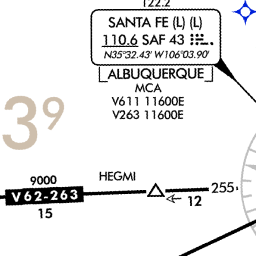 122.2
SANTA FE (L) (L)
110.6 SAF 43
N35°32.43' W106°03.90'
ALBUQUERQUE
MCA
V611 11600E
V263 11600E
39
HEGMI
9000
V62-263
15
12
255